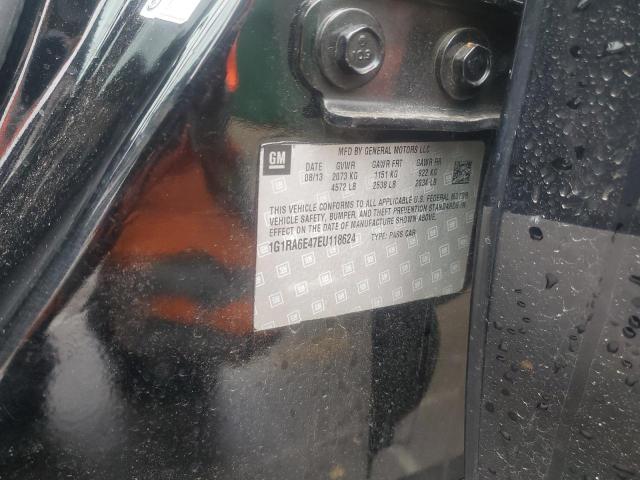 GM
MFD BY GENERAL MOTORS LLC
DATE GVWR GAWR FRT GAWR RR
08/13 2073 KG 1151 KG 922 KG
4572 LB 2538 LB 2034 LB
THIS VEHICLE CONFORMS TO ALL APPLICABLE U.S. FEDERAL MOTOR
VEHICLE SAFETY, BUMPER, AND THEFT PREVENTION STANDARDS IN
EFFECT ON THE DATE OF MANUFACTURE SHOWN ABOVE.
1G1RA6E47EU118624 TYPE: PASS CAR